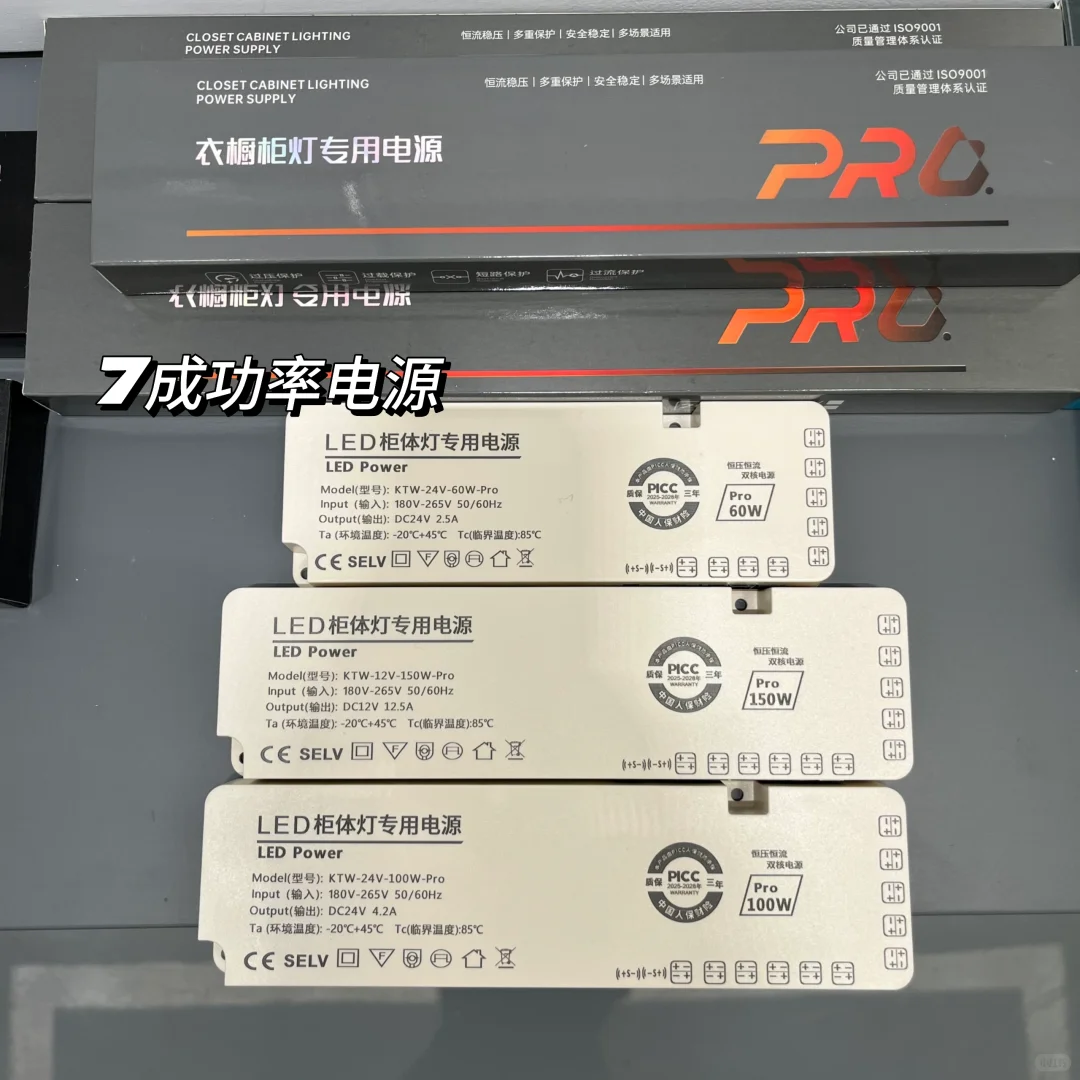 CLOSET CABINET LIGHTING
POWER SUPPLY
恒流稳压 | 多重保护 | 安全稳定 | 多场景适用
公司已通过 ISO9001
质量管理体系认证
CLOSET CABINET LIGHTING
POWER SUPPLY
恒流稳压 | 多重保护 | 安全稳定 | 多场景适用
公司已通过 ISO9001
质量管理体系认证
衣橱柜灯专用电源
PRO
过压保护
过载保护
短路保护
过流保护
衣橱柜灯专用电源
PRO
7成功率电源
LED柜体灯专用电源
LED Power
Model(型号): KTW-24V-60W-Pro
Input (输入): 180V-265V 50/60Hz
Output(输出): DC24V 2.5A
Ta (环境温度): -20℃+45℃ Tc(临界温度):85℃
CE SELV
质保 PICC 三年
2025-2028年
WARRANTY
中国人保财险
恒压恒流
双核电源
Pro
60W
((+S-))((-S+))
LED柜体灯专用电源
LED Power
Model(型号): KTW-12V-150W-Pro
Input (输入): 180V-265V 50/60Hz
Output(输出): DC12V 12.5A
Ta (环境温度): -20℃+45℃ Tc(临界温度):85℃
CE SELV
质保 PICC 三年
2025-2028年
WARRANTY
中国人保财险
恒压恒流
双核电源
Pro
150W
((+S-))((-S+))
LED柜体灯专用电源
LED Power
Model(型号): KTW-24V-100W-Pro
Input (输入): 180V-265V 50/60Hz
Output(输出): DC24V 4.2A
Ta (环境温度): -20℃+45℃ Tc(临界温度):85℃
CE SELV
质保 PICC 三年
2025-2028年
WARRANTY
中国人保财险
恒压恒流
双核电源
Pro
100W
((+S-))((-S+))